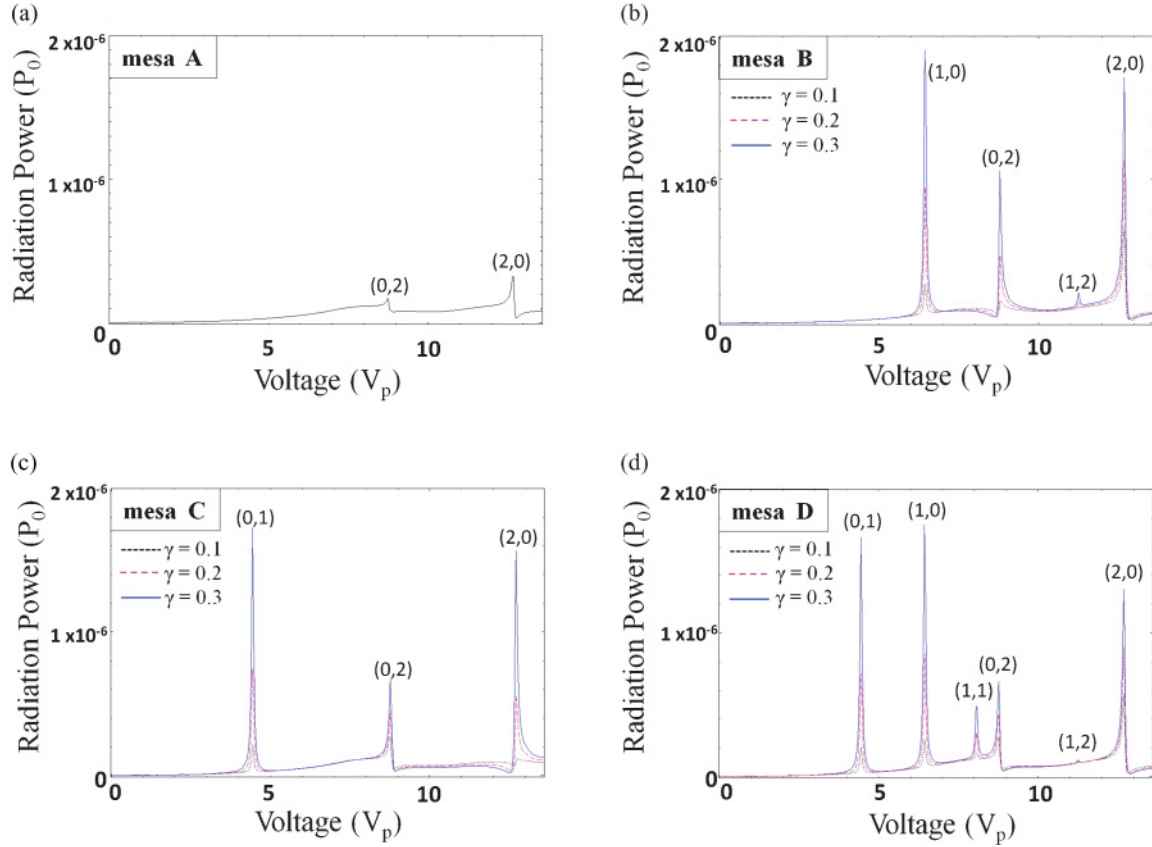 (a)
2 x10⁻⁶
mesa A
Radiation Power (P₀)
1 x10⁻⁶
(0,2)
(2,0)
0
0
5
10
Voltage (Vₚ)
(b)
2 x10⁻⁶
mesa B
γ = 0.1
γ = 0.2
γ = 0.3
Radiation Power (P₀)
1 x10⁻⁶
(1,0)
(0,2)
(1,2)
(2,0)
0
0
5
10
Voltage (Vₚ)
(c)
2 x10⁻⁶
mesa C
γ = 0.1
γ = 0.2
γ = 0.3
Radiation Power (P₀)
1 x10⁻⁶
(0,1)
(0,2)
(2,0)
0
0
5
10
Voltage (Vₚ)
(d)
2 x10⁻⁶
mesa D
γ = 0.1
γ = 0.2
γ = 0.3
Radiation Power (P₀)
1 x10⁻⁶
(0,1)
(1,0)
(1,1)
(0,2)
(1,2)
(2,0)
0
0
5
10
Voltage (Vₚ)